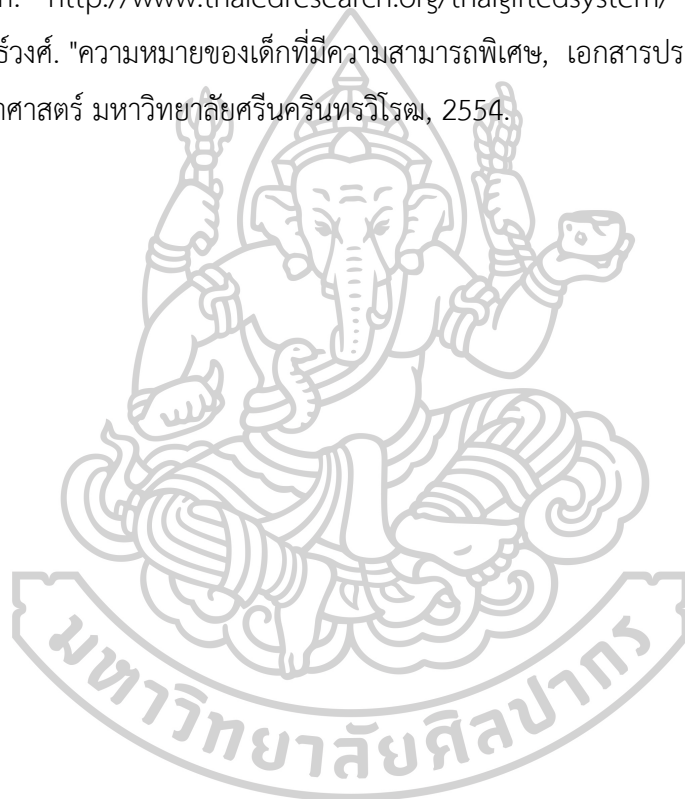 http://www.thaiedresearch.org/thaigiftedsystem/
ร์วงศ์. "ความหมายของเด็กที่มีความสามารถพิเศษ, เอกสารประ
าศาสตร์ มหาวิทยาลัยศรีนครินทรวิโรฒ, 2554.
มหาวิทยาลัยศิลปากร